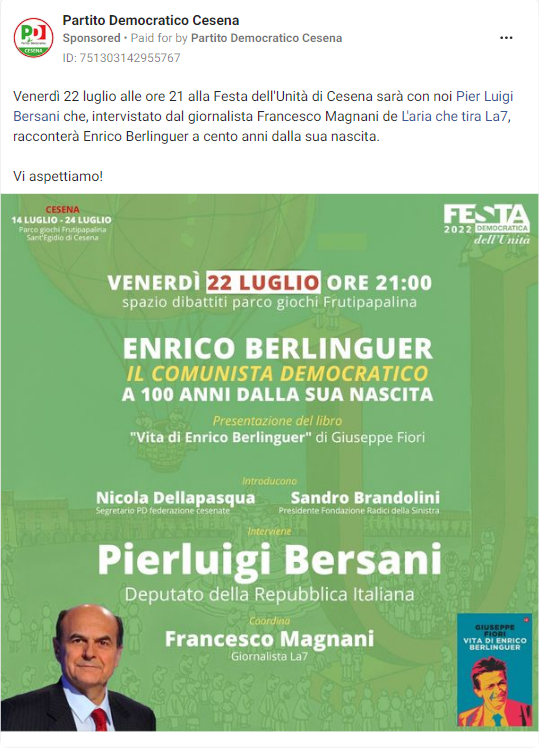 Partito Democratico Cesena
Sponsored • Paid for by Partito Democratico Cesena
ID: 751303142955767
PD
CESENA
Venerdì 22 luglio alle ore 21 alla Festa dell'Unità di Cesena sarà con noi Pier Luigi
Bersani che, intervistato dal giornalista Francesco Magnani de L'aria che tira La7,
racconterà Enrico Berlinguer a cento anni dalla sua nascita.
Vi aspettiamo!
CESENA
14 LUGLIO - 24 LUGLIO
Parco giochi Frutipapalina
Sant'Egidio di Cesena
FESTA
2022 DEMOCRATICA
dell'Unità
VENERDÌ 22 LUGLIO ORE 21:00
spazio dibattiti parco giochi Frutipapalina
ENRICO BERLINGUER
IL COMUNISTA DEMOCRATICO
A 100 ANNI DALLA SUA NASCITA
Presentazione del libro
"Vita di Enrico Berlinguer" di Giuseppe Fiori
Introducono
Nicola Dellapasqua
Segretario PD federazione cesenate
Sandro Brandolini
Presidente Fondazione Radici della Sinistra
Interviene
Pierluigi Bersani
Deputato della Repubblica Italiana
Coordina
Francesco Magnani
Giornalista La7
GIUSEPPE
FIORI
VITA DI ENRICO
BERLINGUER